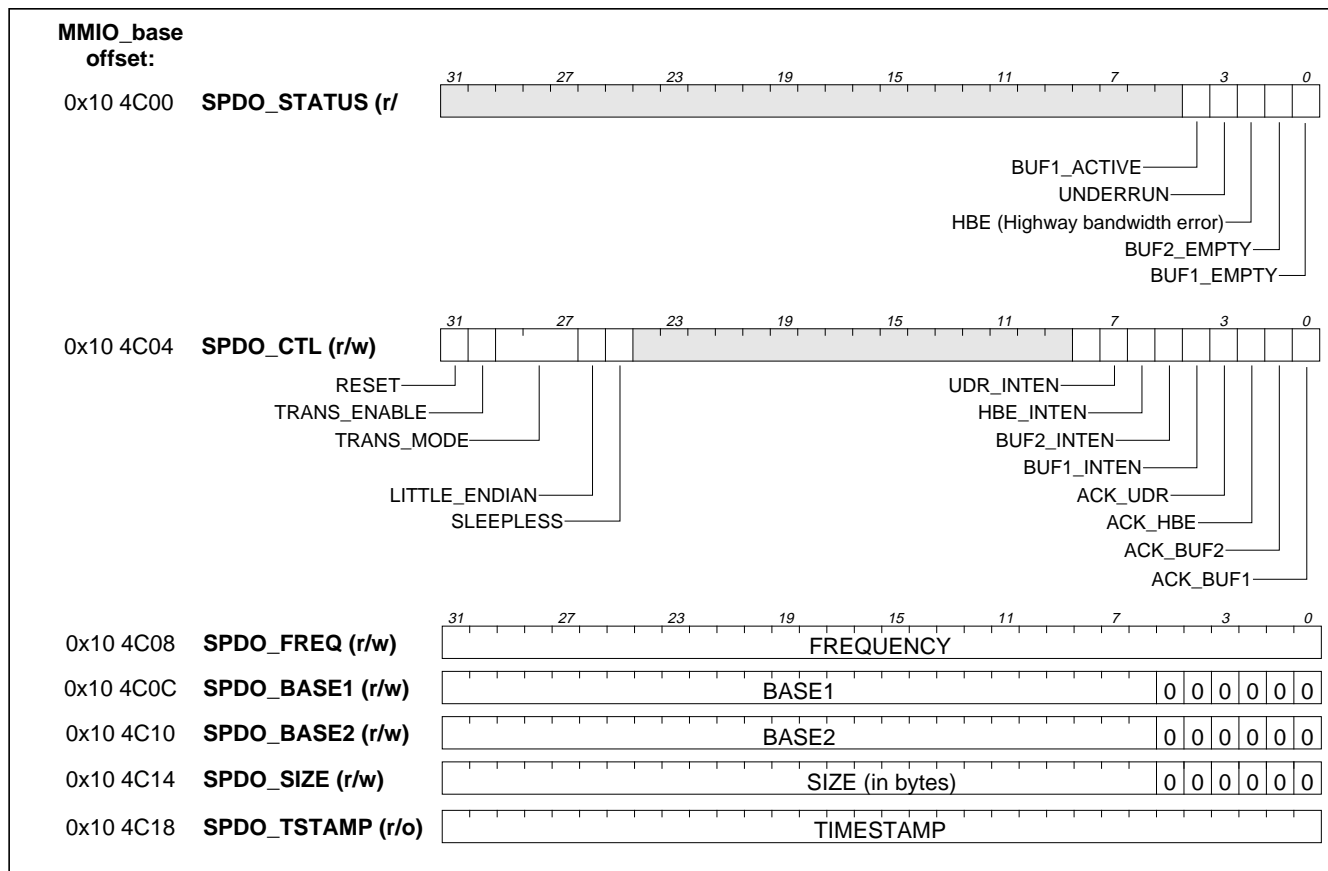 MMIO_base
offset:
31 27 23 19 15 11 7 3 0
0x10 4C00 SPDO_STATUS (r/
BUF1_ACTIVE
UNDERRUN
HBE (Highway bandwidth error)
BUF2_EMPTY
BUF1_EMPTY
31 27 23 19 15 11 7 3 0
0x10 4C04 SPDO_CTL (r/w)
RESET UDR_INTEN
TRANS_ENABLE HBE_INTEN
TRANS_MODE BUF2_INTEN
BUF1_INTEN
LITTLE_ENDIAN ACK_UDR
SLEEPLESS ACK_HBE
ACK_BUF2
ACK_BUF1
31 27 23 19 15 11 7 3 0
0x10 4C08 SPDO_FREQ (r/w) FREQUENCY
0x10 4C0C SPDO_BASE1 (r/w) BASE1 0 0 0 0 0 0
0x10 4C10 SPDO_BASE2 (r/w) BASE2 0 0 0 0 0 0
0x10 4C14 SPDO_SIZE (r/w) SIZE (in bytes) 0 0 0 0 0 0
0x10 4C18 SPDO_TSTAMP (r/o) TIMESTAMP